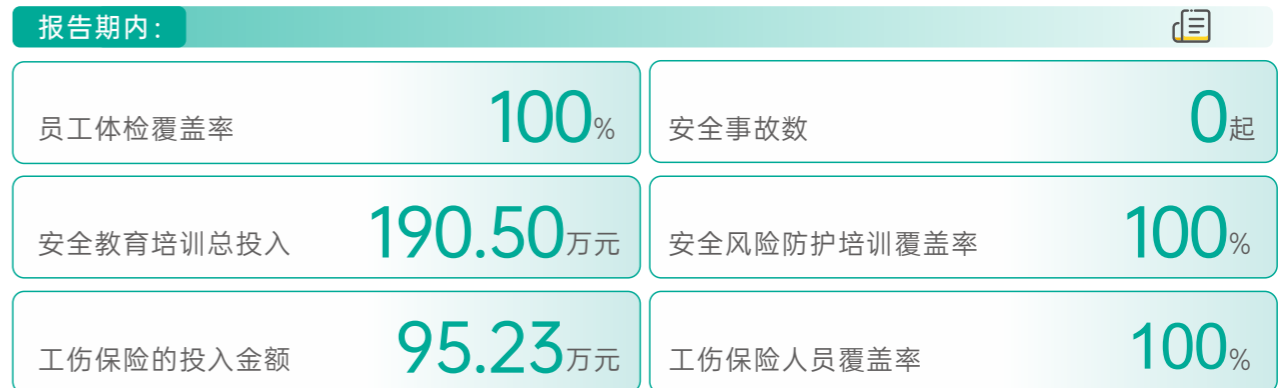 报告期内：
员工体检覆盖率 100%
安全事故数 0起
安全教育培训总投入 190.50万元
安全风险防护培训覆盖率 100%
工伤保险的投入金额 95.23万元
工伤保险人员覆盖率 100%